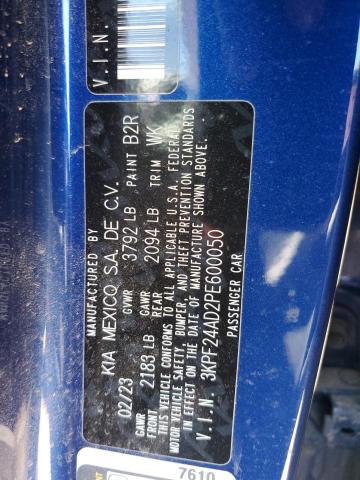 V.I.N.
MANUFACTURED BY
KIA MEXICO S.A. DE C.V.
02/23 GVWR 3792 LB PAINT B2R
GAWR 2183 LB GAWR REAR 2094 LB TRIM WK
THIS VEHICLE CONFORMS TO ALL APPLICABLE U.S.A. FEDERAL
MOTOR VEHICLE SAFETY, BUMPER, AND THEFT PREVENTION STANDARDS
IN EFFECT ON THE DATE OF MANUFACTURE SHOWN ABOVE.
V.I.N. 3KPF24AD2PE600050
PASSENGER CAR
7610